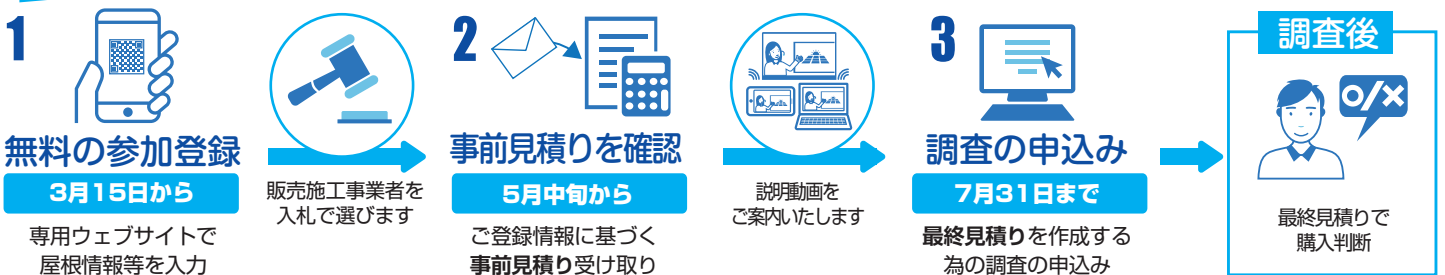 1
無料の参加登録
3月15日から
専用ウェブサイトで
屋根情報等を入力
販売施工事業者を
入札で選びます
2
事前見積りを確認
5月中旬から
ご登録情報に基づく
事前見積り受け取り
説明動画を
ご案内いたします
3
調査の申込み
7月31日まで
最終見積りを作成する
為の調査の申込み
調査後
o/×
最終見積りで
購入判断